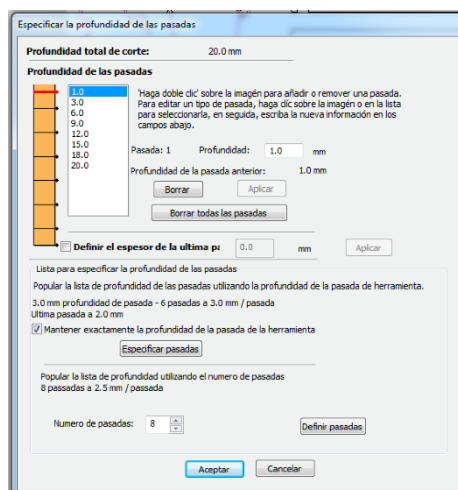 Especificar la profundidad de las pasadas
Profundidad total de corte: 20.0 mm
Profundidad de las pasadas
1.0
3.0
6.0
9.0
12.0
15.0
18.0
20.0
'Haga doble clic' sobre la imagén para añadir o remover una pasada.
Para editar un tipo de pasada, haga díc sobre la imagén o en la lista
para seleccionarla, en seguida, escriba la nueva información en los
campos abajo.
Pasada: 1 Profundidad: 1.0 mm
Profundidad de la pasada anterior: 1.0 mm
Borrar Aplicar
Borrar todas las pasadas
Definir el espesor de la ultima pa 0.0 mm Aplicar
Lista para especificar la profundidad de las pasadas
Popular la lista de profundidad de las pasadas utilizando la profundidad de la pasada de herramienta.
3.0 mm profundidad de pasada - 6 pasadas a 3.0 mm / pasada
Ultima pasada a 2.0 mm
Mantener exactamente la profundidad de la pasada de la herramienta
Especificar pasadas
Popular la lista de profundidad utilizando el numero de pasadas
8 passadas a 2.5 mm / passada
Numero de pasadas: 8 Definir pasadas
Aceptar Cancelar